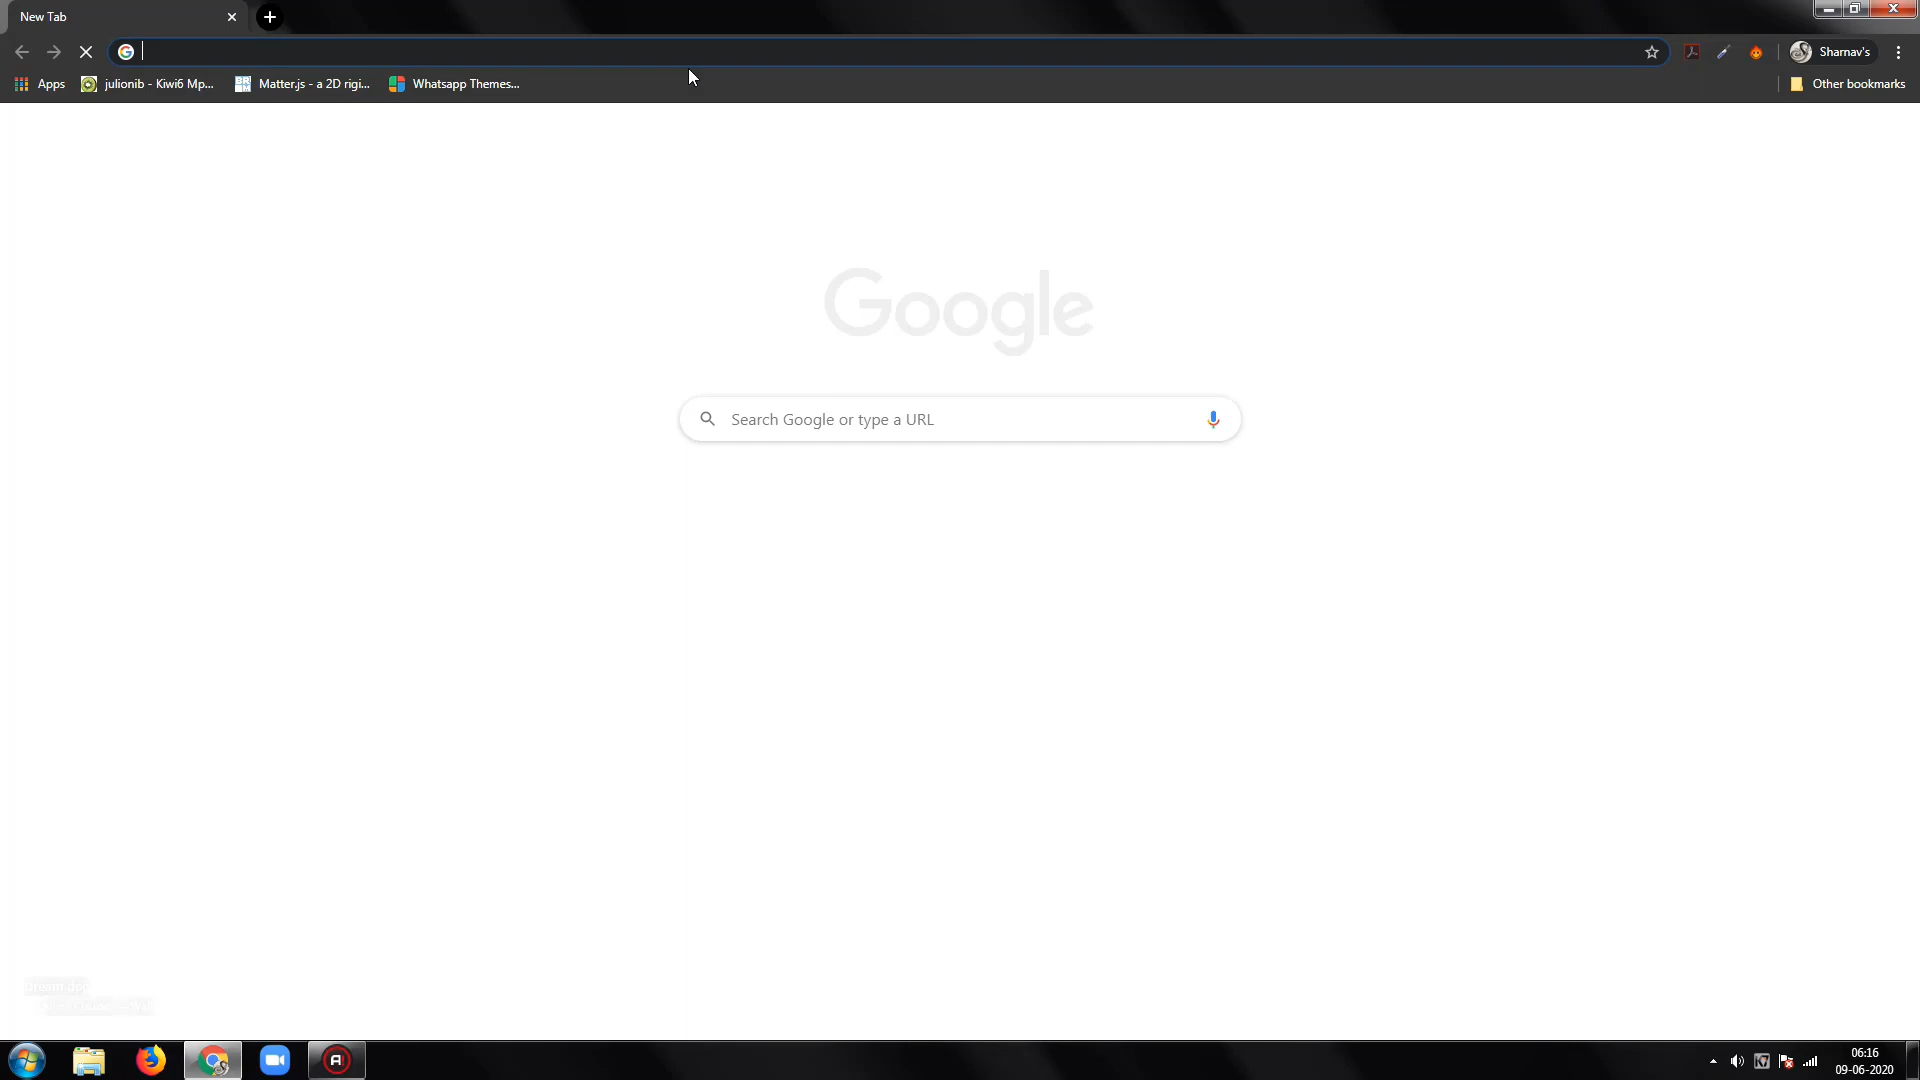 New Tab
Apps
julionib - Kiwi6 Mp...
Matter.js - a 2D rigi...
Whatsapp Themes...
Sharnav's
Other bookmarks
Google
Search Google or type a URL
06:16
09-06-2020